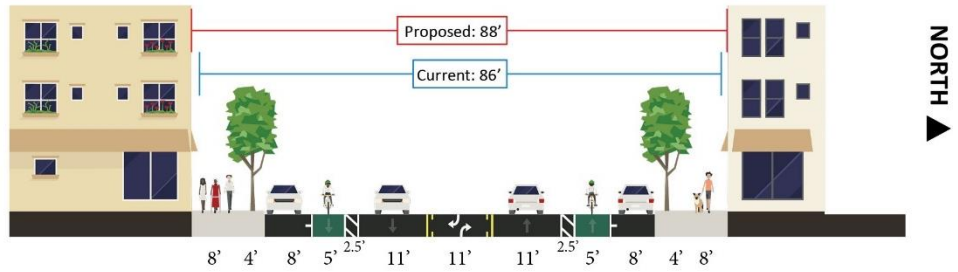 Proposed: 88’
Current: 86’
NORTH
8’ 4’ 8’ 5’ 2.5’ 11’ 11’ 11’ 2.5’ 5’ 8’ 4’ 8’